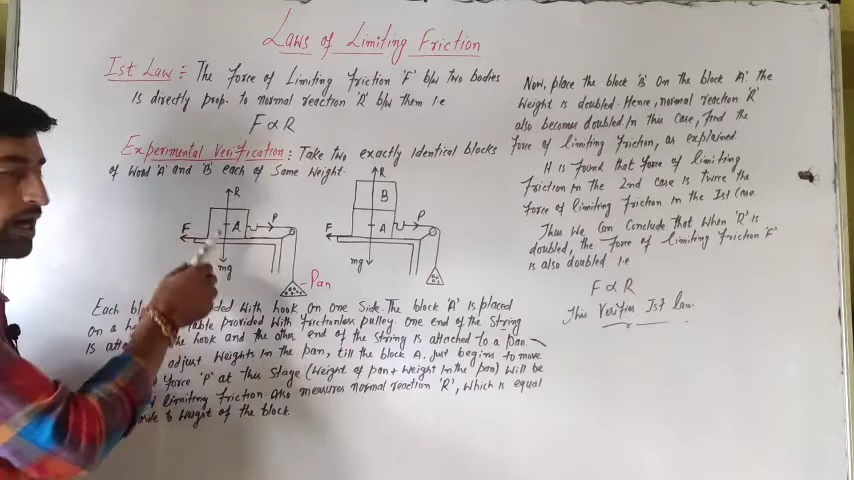 Laws of Limiting Friction
Ist Law :- The force of Limiting friction 'F' b/w two bodies
is directly prop. to normal reaction 'R' b/w them i.e
F ∝ R
Experimental Verification : Take two exactly identical blocks
of wood 'A' and 'B' each of same weight.
R
A
F
P
mg
Pan
R
B
A
F
P
mg
Each with hook on one side. The block 'A' is placed
on a provided with frictionless pulley. One end of the string
is the hook and the other end of the string is attached to a pan.
adjust weights in the pan, till the block A. just begins to move
force 'P' at this stage (weight of pan + weight in the pan) will be
limiting friction. Also measures normal reaction 'R', which is equal
to weight of the block.
Now, place the block 'B' on the block 'A' the
weight is doubled. Hence, normal reaction 'R'
also becomes doubled. In this case, find the
force of limiting friction, as explained
It is found that force of limiting
friction in the 2nd case is twice the
force of limiting friction in the Ist case.
Thus we can conclude that when 'R' is
doubled, the force of limiting friction 'F'
is also doubled i.e
F ∝ R
This verifies Ist law.